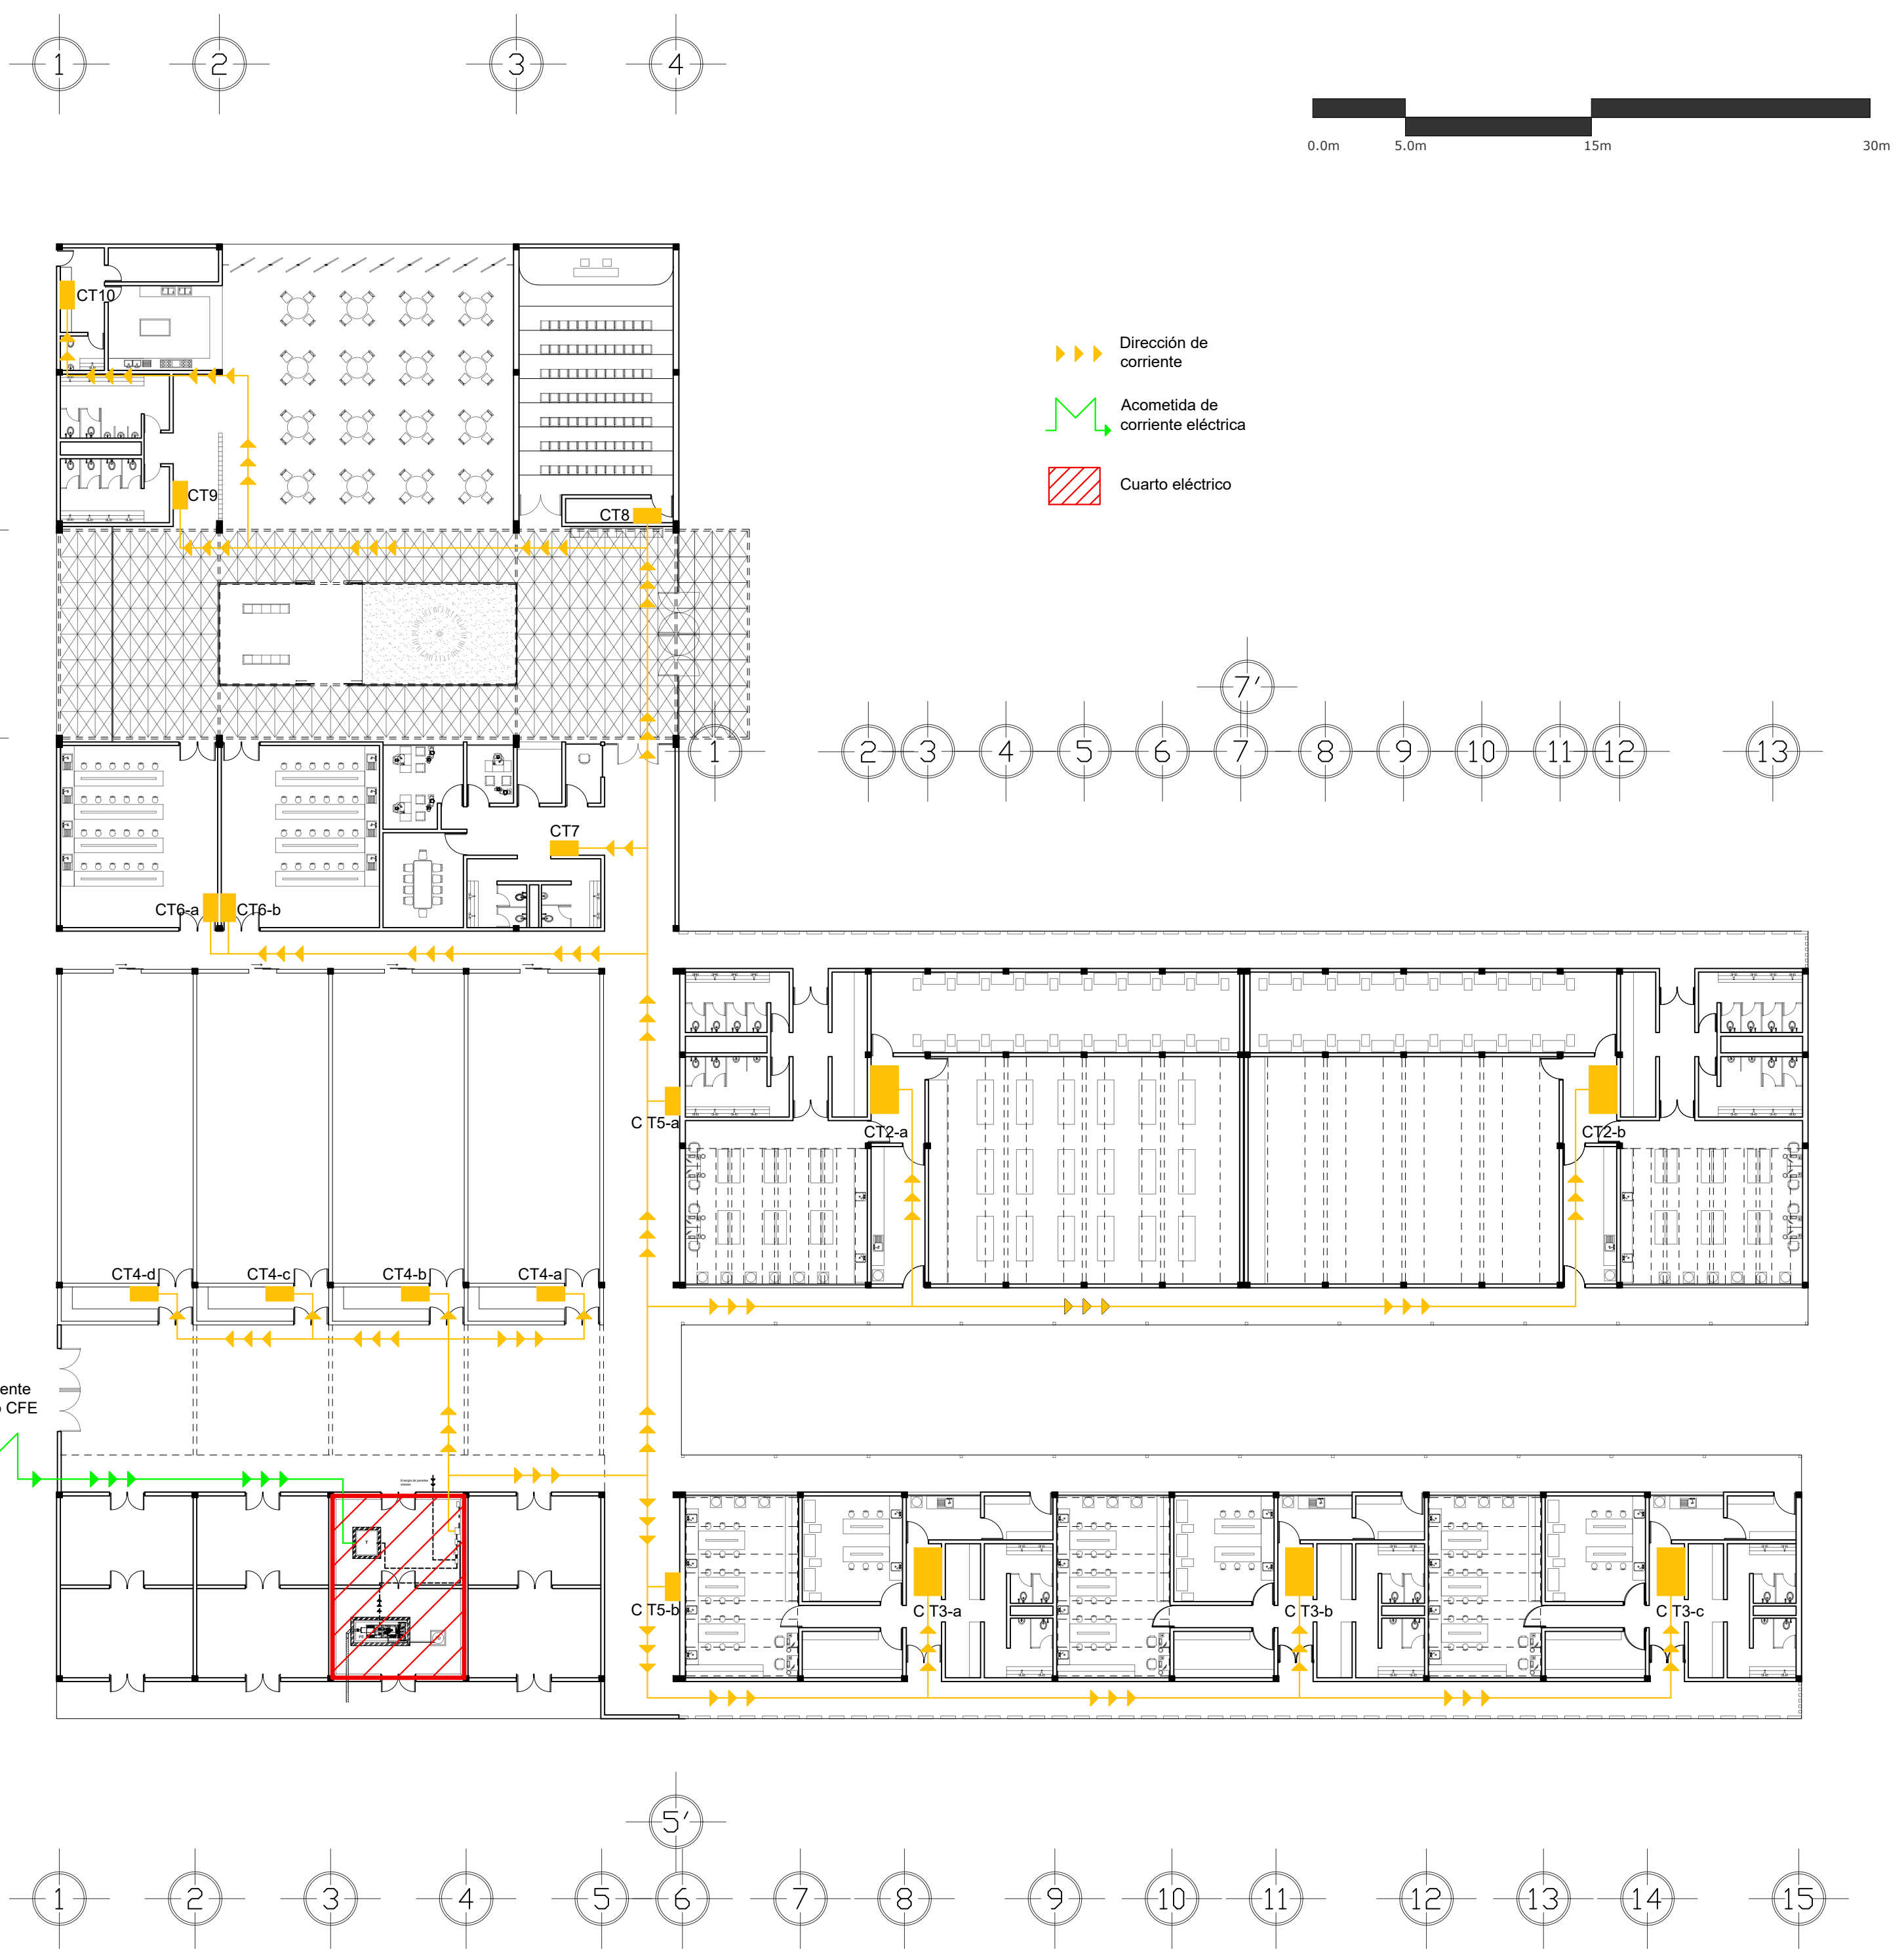 1
2
3
4
0.0m
5.0m
15m
30m
Dirección de
corriente
Acometida de
corriente eléctrica
Cuarto eléctrico
CT10
CT9
CT8
7'
1
2
3
4
5
6
7
8
9
10
11
12
13
CT7
CT6-a
CT6-b
C T5-a
CT2-a
CT2-b
CT4-d
CT4-c
CT4-b
CT4-a
ente
CFE
C T5-b
C T3-a
C T3-b
C T3-c
5'
1
2
3
4
5
6
7
8
9
10
11
12
13
14
15